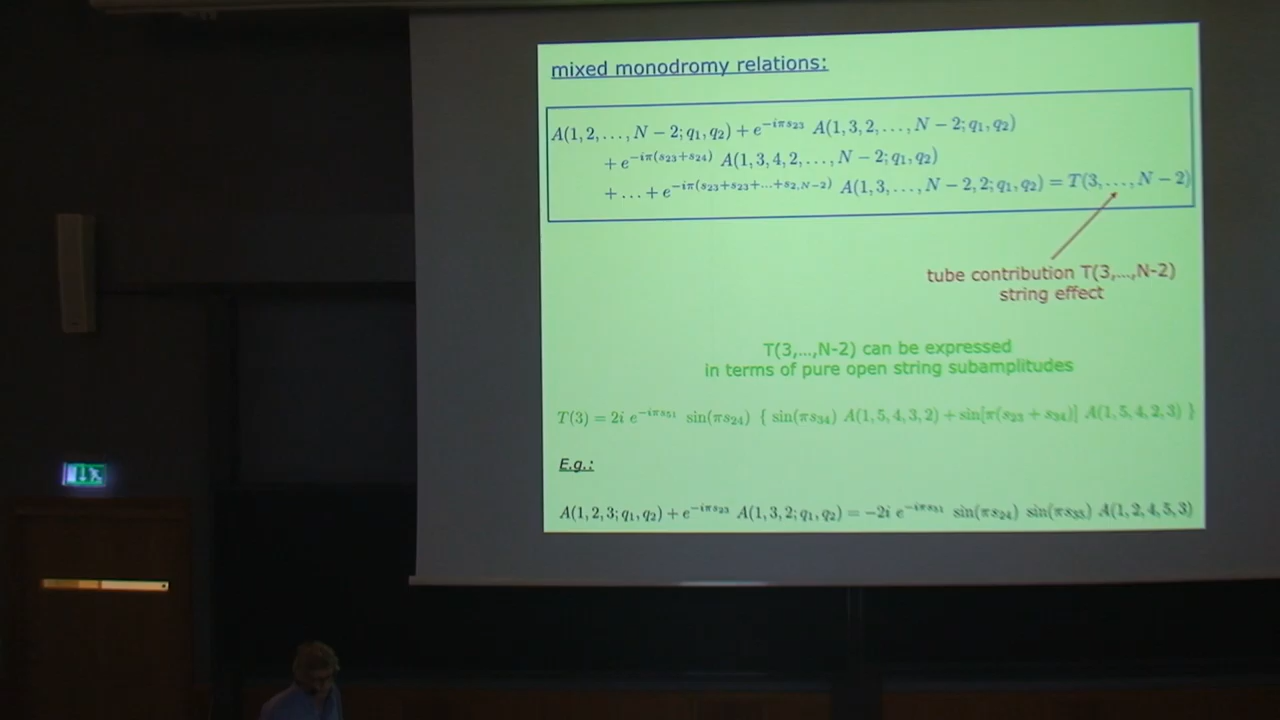 mixed monodromy relations:
A(1, 2, . . . , N − 2; q₁, q₂) + e^{−iπs₂₃} A(1, 3, 2, . . . , N − 2; q₁, q₂)
+ e^{−iπ(s₂₃+s₂₄)} A(1, 3, 4, 2, . . . , N − 2; q₁, q₂)
+ . . . + e^{−iπ(s₂₃+s₂₃+...+s₂,N−2)} A(1, 3, . . . , N − 2, 2; q₁, q₂) = T(3, . . . , N − 2)
tube contribution T(3,...,N-2)
string effect
T(3,...,N-2) can be expressed
in terms of pure open string subamplitudes
T(3) = 2i e^{−iπs₅₁} sin(πs₂₄) { sin(πs₃₄) A(1, 5, 4, 3, 2) + sin[π(s₂₃ + s₃₄)] A(1, 5, 4, 2, 3) }
E.g.:
A(1, 2, 3; q₁, q₂) + e^{−iπs₂₃} A(1, 3, 2; q₁, q₂) = −2i sin(πs₂₄) A(1, 2, 4, 5, 3)